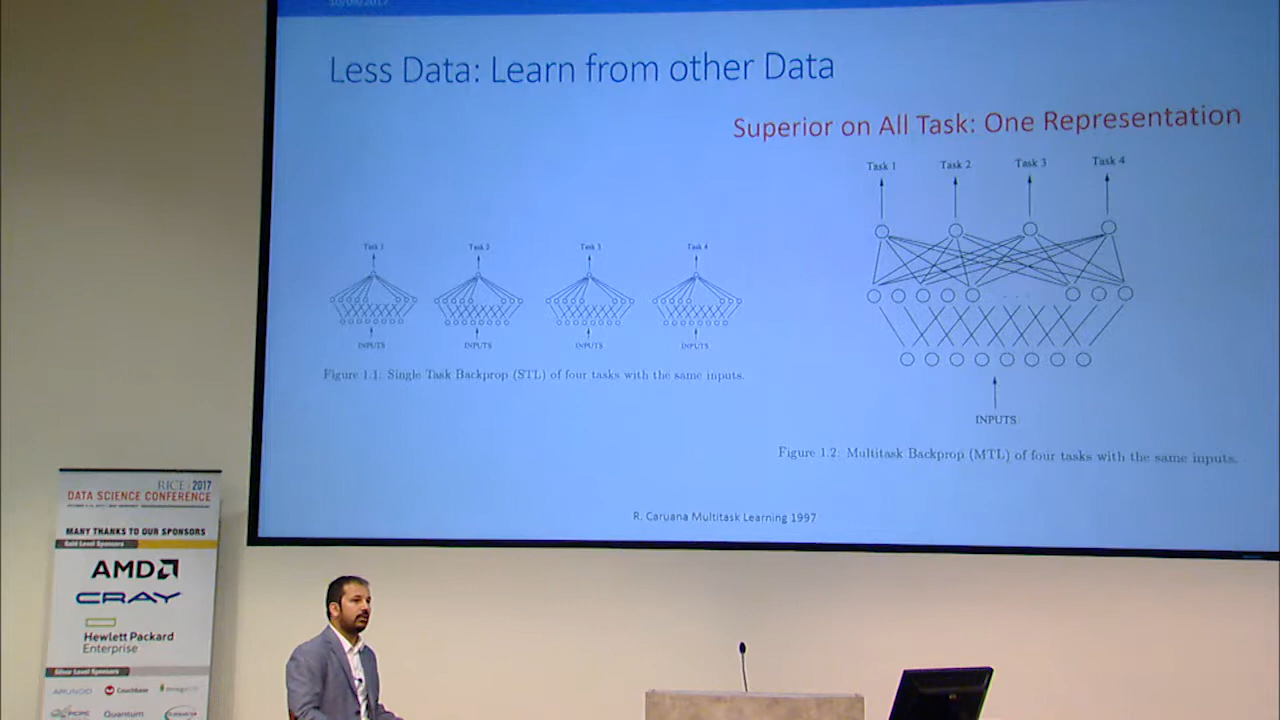 10/09/2017
Less Data: Learn from other Data
Superior on All Task: One Representation
Task 1 Task 2 Task 3 Task 4
Task 1 Task 2 Task 3 Task 4
INPUTS INPUTS INPUTS INPUTS
Figure 1.1: Single Task Backprop (STL) of four tasks with the same inputs.
INPUTS
Figure 1.2: Multitask Backprop (MTL) of four tasks with the same inputs.
R. Caruana Multitask Learning 1997
RICE 2017
DATA SCIENCE CONFERENCE
MANY THANKS TO OUR SPONSORS
Gold Level Sponsors
AMD
CRAY
Hewlett Packard
Enterprise
Silver Level Sponsors
Couchbase
Quantum